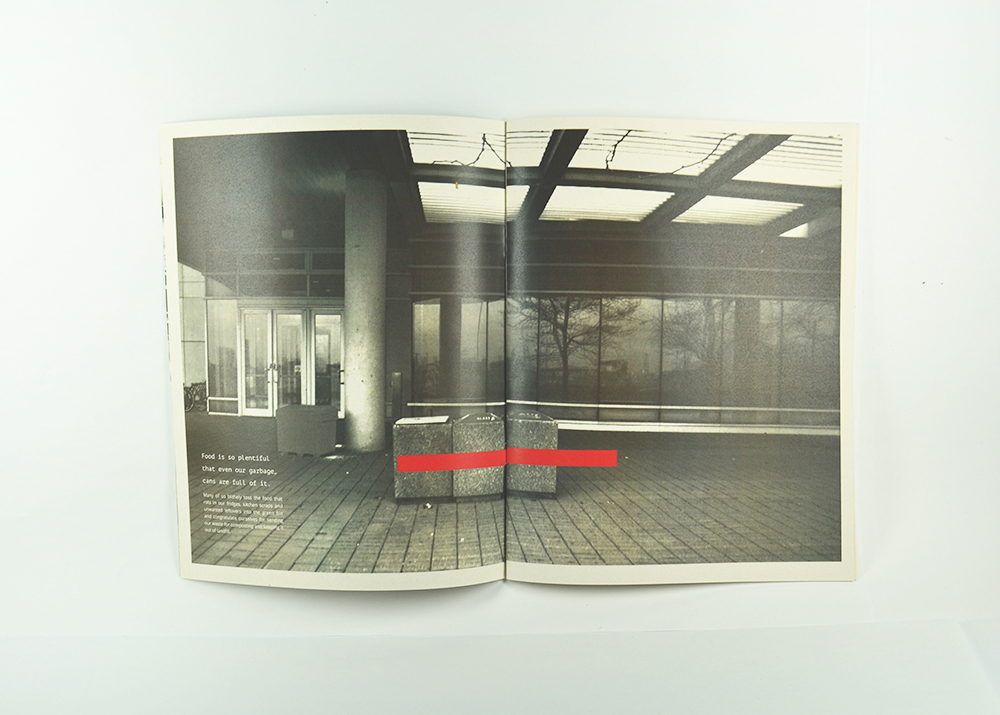 Food is so plentiful
that even our garbage,
cans are full of it.
Many of us blithely toss the food that
rots in our fridges, kitchen scraps and
unwanted leftovers into the green bin
and congratulate ourselves for sending
our waste for composting and keeping it
out of landfill.